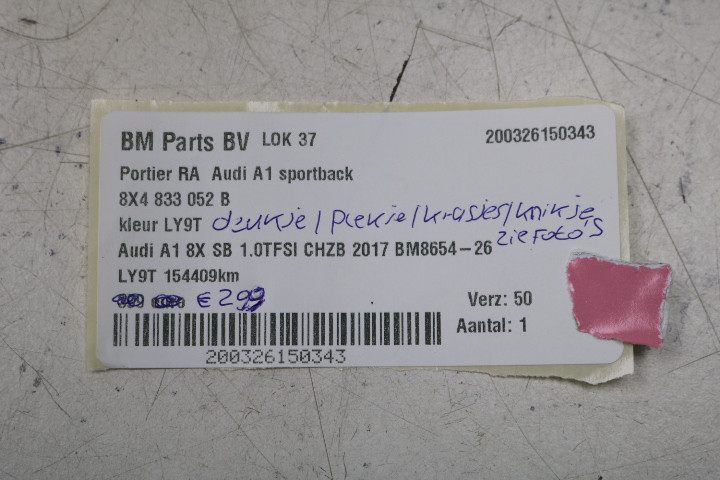 BM Parts BV LOK 37 200326150343
Portier RA Audi A1 sportback
8X4 833 052 B
kleur LY9T deukje/plekje/krasjes/knikje
zie Foto's
Audi A1 8X SB 1.0TFSI CHZB 2017 BM8654-26
LY9T 154409km
€299 Verz: 50
Aantal: 1
200326150343